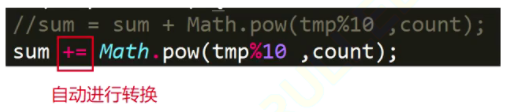 //sum = sum + Math.pow(tmp%10 ,count);
sum += Math.pow(tmp%10 ,count);
自动进行转换